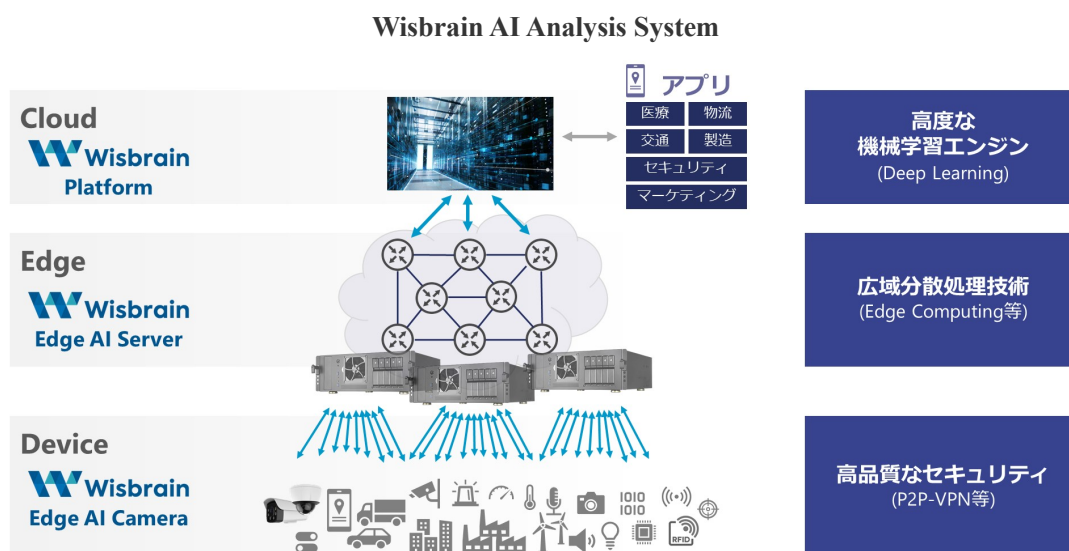 Wisbrain AI Analysis System
アプリ
Cloud
Wisbrain
Platform
医療
物流
交通
製造
セキュリティ
マーケティング
高度な
機械学習エンジン
(Deep Learning)
Edge
Wisbrain
Edge AI Server
広域分散処理技術
(Edge Computing等)
Device
Wisbrain
Edge AI Camera
1010
1010
RFID
高品質なセキュリティ
(P2P-VPN等)